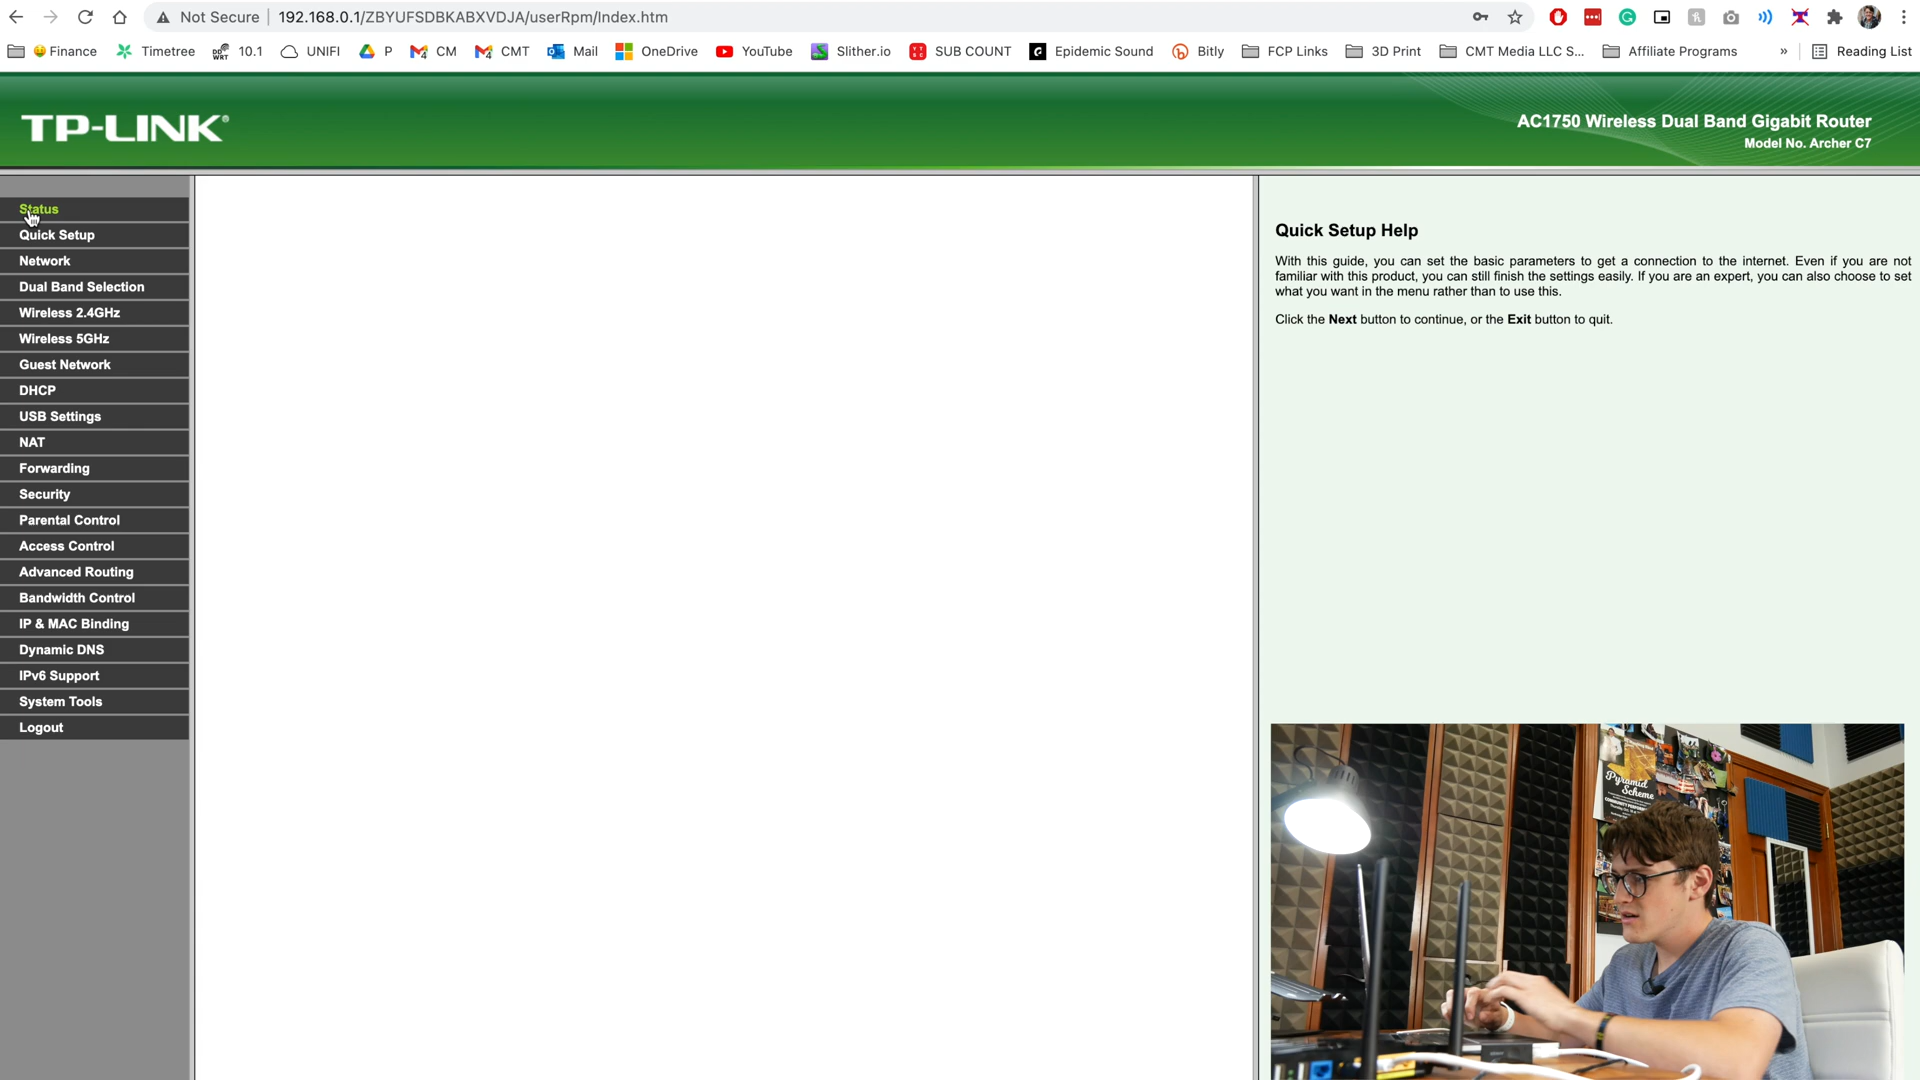 Not Secure
192.168.0.1/ZBYUFSDBKABXVDJA/userRpm/Index.htm
Finance
Timetree
DD WRT
10.1
UNIFI
P
CM
CMT
Mail
OneDrive
YouTube
Slither.io
SUB COUNT
Epidemic Sound
Bitly
FCP Links
3D Print
CMT Media LLC S...
Affiliate Programs
»
Reading List
TP-LINK®
AC1750 Wireless Dual Band Gigabit Router
Model No. Archer C7
Status
Quick Setup
Network
Dual Band Selection
Wireless 2.4GHz
Wireless 5GHz
Guest Network
DHCP
USB Settings
NAT
Forwarding
Security
Parental Control
Access Control
Advanced Routing
Bandwidth Control
IP & MAC Binding
Dynamic DNS
IPv6 Support
System Tools
Logout
Quick Setup Help
With this guide, you can set the basic parameters to get a connection to the internet. Even if you are not
familiar with this product, you can still finish the settings easily. If you are an expert, you can also choose to set
what you want in the menu rather than to use this.
Click the Next button to continue, or the Exit button to quit.
Pyramid
Scheme